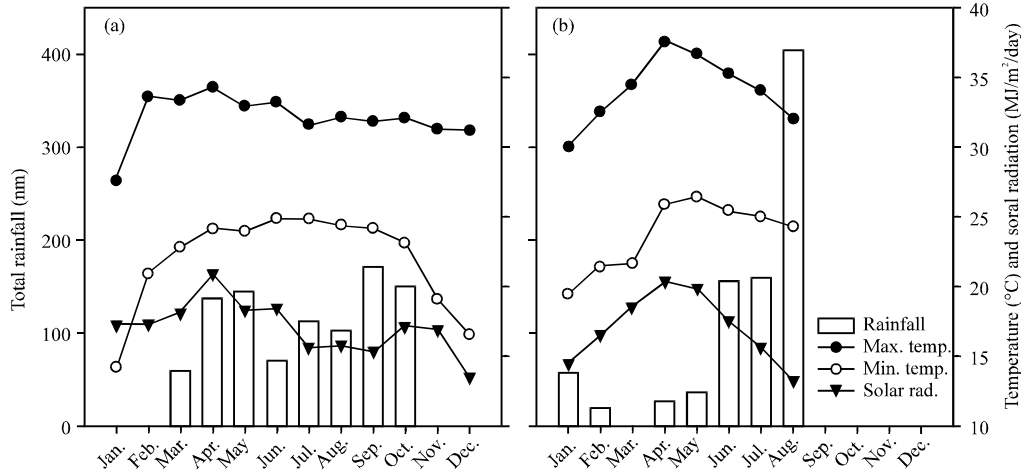 (a)
(b)
Total rainfall (nm)
400
300
200
100
0
Jan. Feb. Mar. Apr. May Jun. Jul. Aug. Sep. Oct. Nov. Dec.
Jan. Feb. Mar. Apr. May Jun. Jul. Aug. Sep. Oct. Nov. Dec.
Rainfall
Max. temp.
Min. temp.
Solar rad.
40
35
30
25
20
15
10
Temperature (°C) and soral radiation (MJ/m²/day)